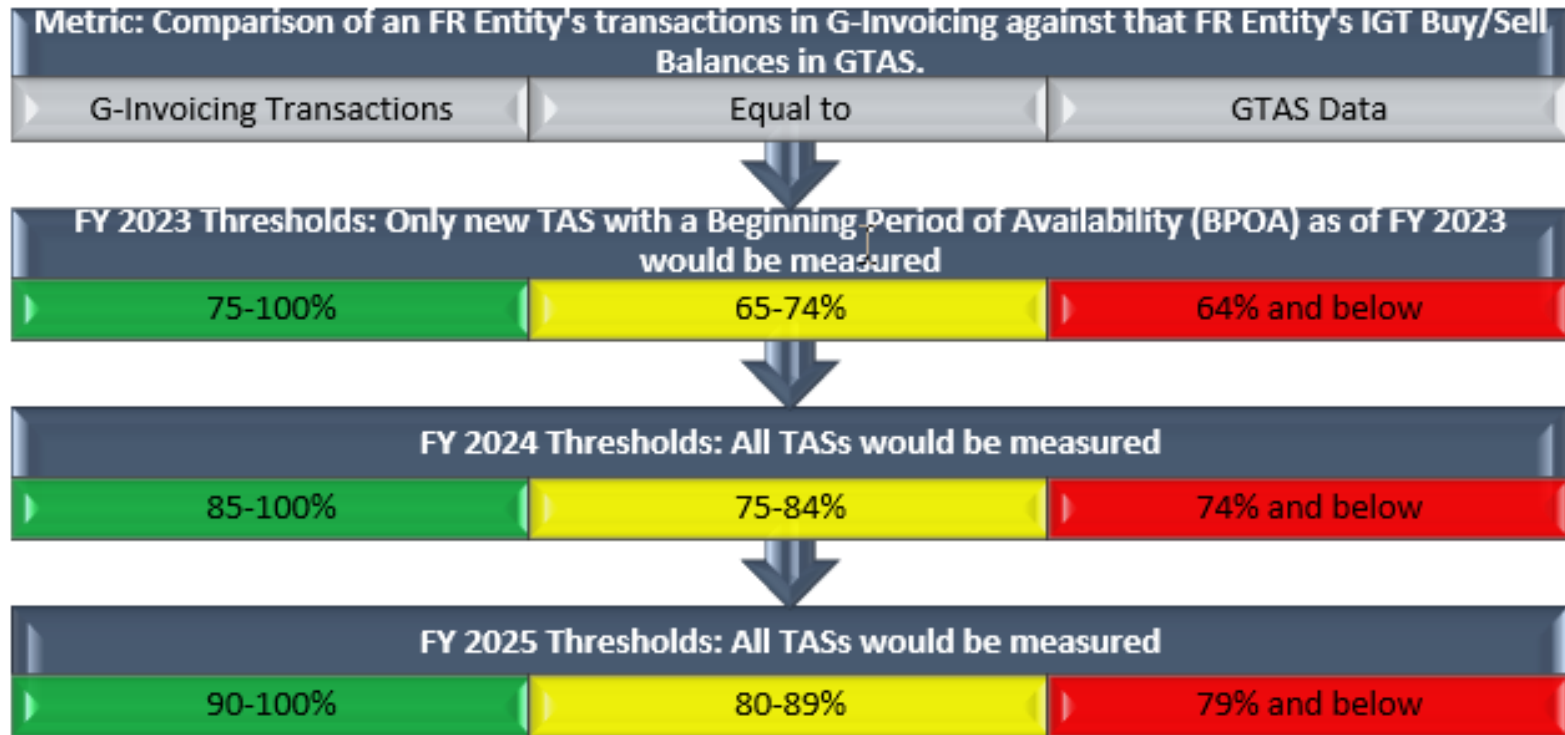 Metric: Comparison of an FR Entity's transactions in G-Invoicing against that FR Entity's IGT Buy/Sell
Balances in GTAS.
G-Invoicing Transactions
Equal to
GTAS Data
FY 2023 Thresholds: Only new TAS with a Beginning Period of Availability (BPOA) as of FY 2023
would be measured
75-100%
65-74%
64% and below
FY 2024 Thresholds: All TASs would be measured
85-100%
75-84%
74% and below
FY 2025 Thresholds: All TASs would be measured
90-100%
80-89%
79% and below